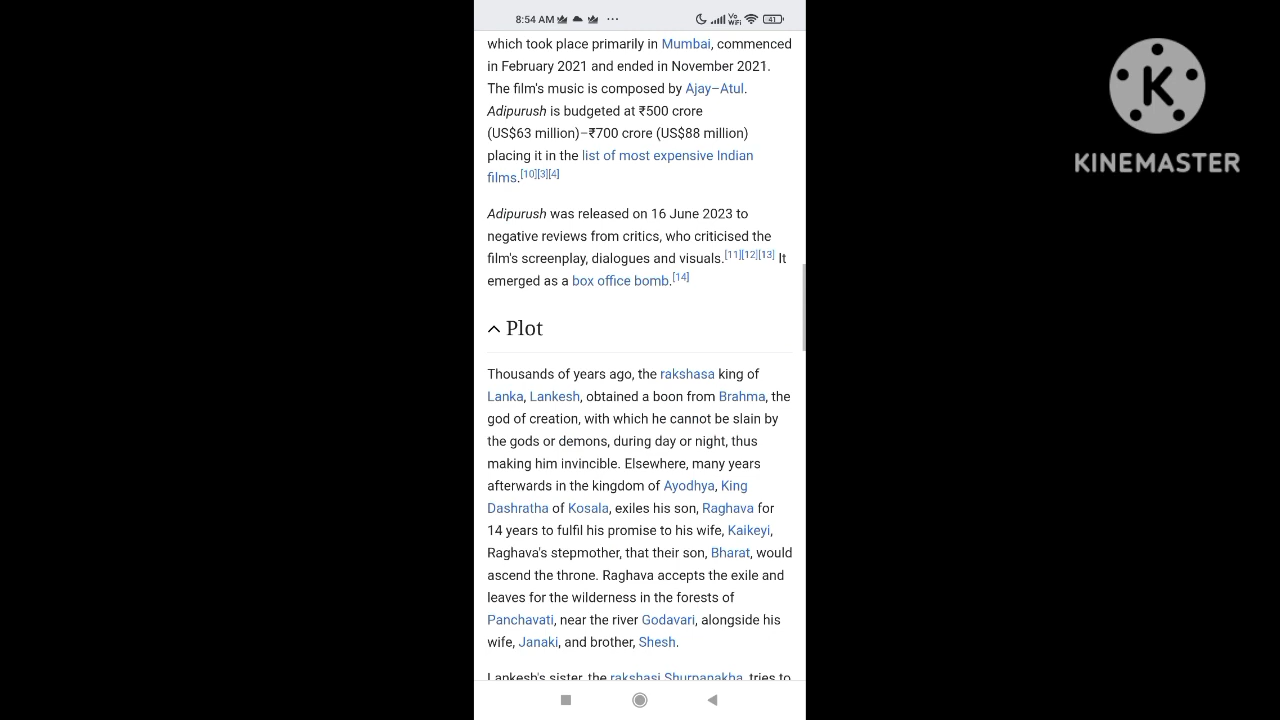 8:54 AM
Vo
WiFi
41
which took place primarily in Mumbai, commenced
in February 2021 and ended in November 2021.
The film's music is composed by Ajay–Atul.
Adipurush is budgeted at ₹500 crore
(US$63 million)–₹700 crore (US$88 million)
placing it in the list of most expensive Indian
films.[10][3][4]
Adipurush was released on 16 June 2023 to
negative reviews from critics, who criticised the
film's screenplay, dialogues and visuals.[11][12][13] It
emerged as a box office bomb.[14]
Plot
Thousands of years ago, the rakshasa king of
Lanka, Lankesh, obtained a boon from Brahma, the
god of creation, with which he cannot be slain by
the gods or demons, during day or night, thus
making him invincible. Elsewhere, many years
afterwards in the kingdom of Ayodhya, King
Dashratha of Kosala, exiles his son, Raghava for
14 years to fulfil his promise to his wife, Kaikeyi,
Raghava's stepmother, that their son, Bharat, would
ascend the throne. Raghava accepts the exile and
leaves for the wilderness in the forests of
Panchavati, near the river Godavari, alongside his
wife, Janaki, and brother, Shesh.
Lankesh's sister, the rakshasi Shurpanakha, tries to
K
KINEMASTER